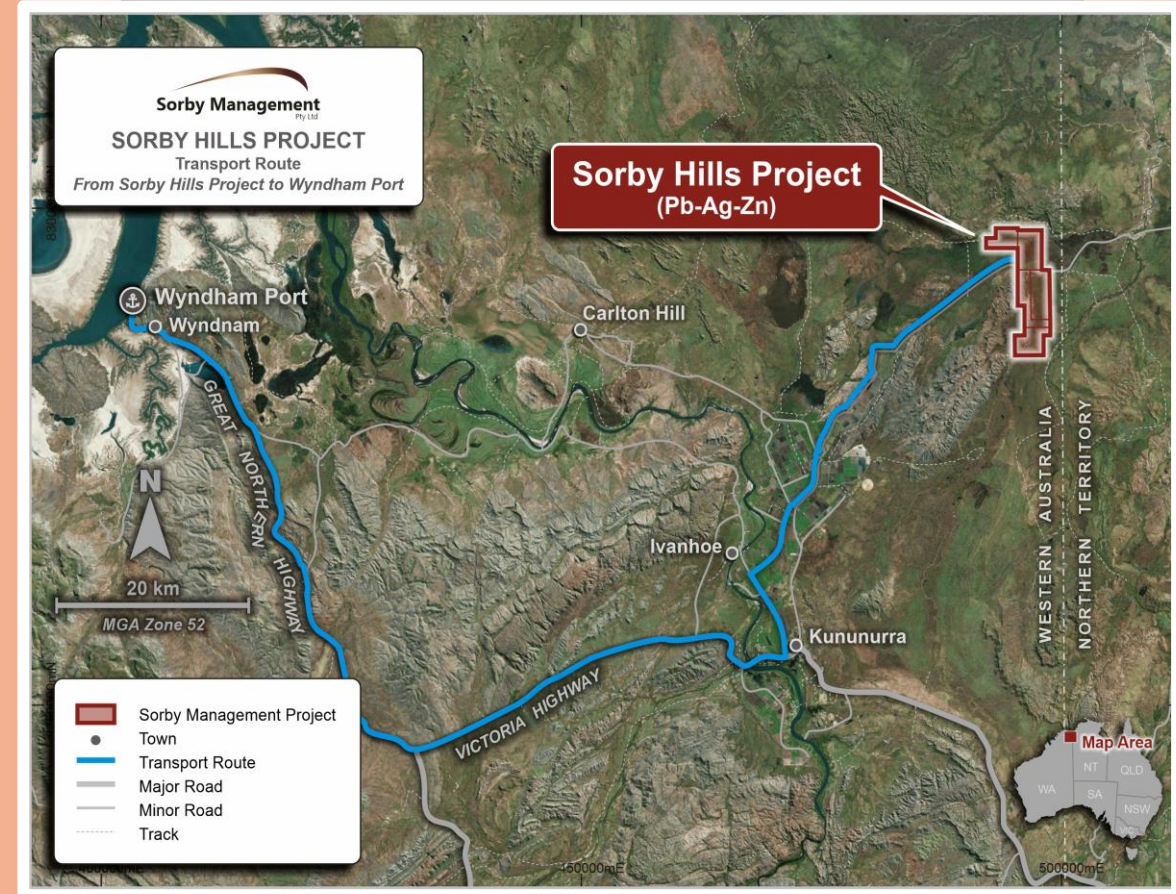 Sorby Management
Pty Ltd
SORBY HILLS PROJECT
Transport Route
From Sorby Hills Project to Wyndham Port
Sorby Hills Project
(Pb-Ag-Zn)
Wyndham Port
Wyndnam
Carlton Hill
GREAT NORTHERN HIGHWAY
N
20 km
MGA Zone 52
Ivanhoe
Kununurra
VICTORIA HIGHWAY
WESTERN AUSTRALIA
NORTHERN TERRITORY
Sorby Management Project
Town
Transport Route
Major Road
Minor Road
Track
Map Area
WA
NT
QLD
SA
NSW
VIC
450000mE
500000mE